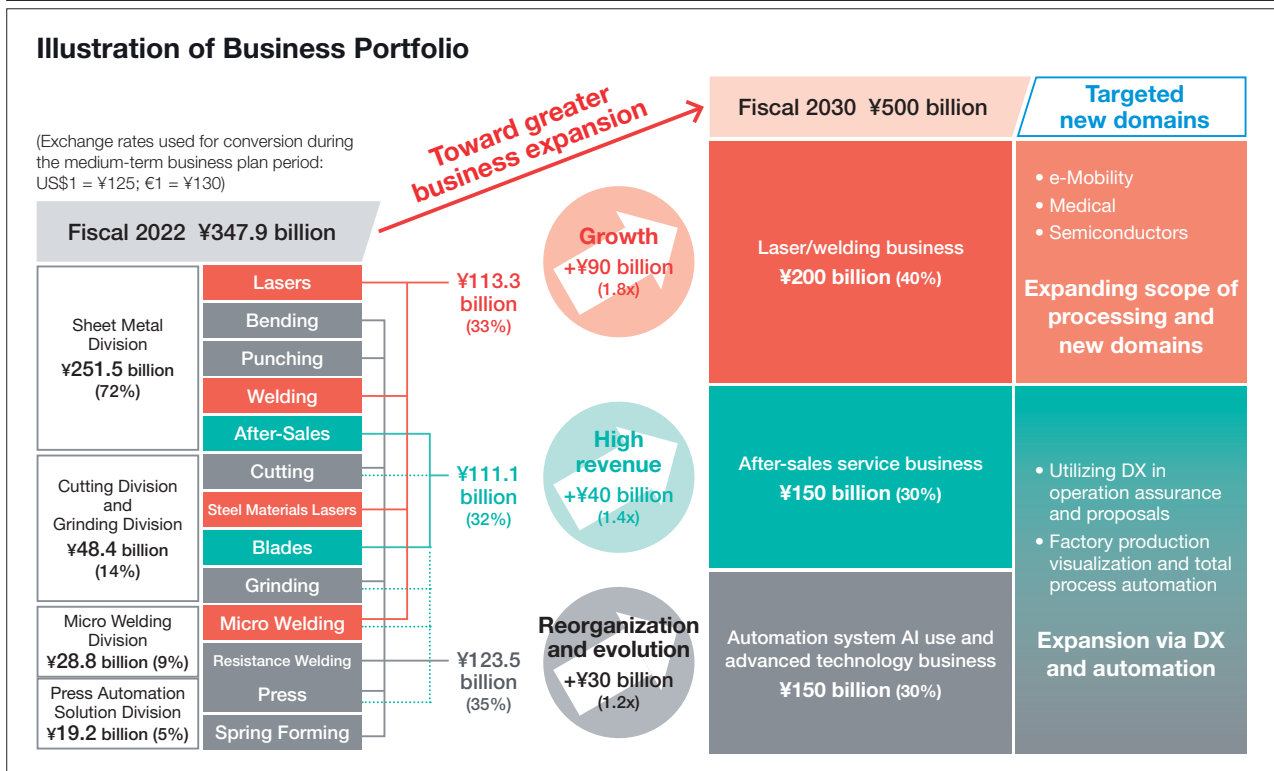 Illustration of Business Portfolio
(Exchange rates used for conversion during
the medium-term business plan period:
US$1 = ¥125; €1 = ¥130)
Toward greater
business expansion
Fiscal 2022 ¥347.9 billion
Sheet Metal
Division
¥251.5 billion
(72%)
Cutting Division
and
Grinding Division
¥48.4 billion
(14%)
Micro Welding
Division
¥28.8 billion (9%)
Press Automation
Solution Division
¥19.2 billion (5%)
Lasers
Bending
Punching
Welding
After-Sales
Cutting
Steel Materials Lasers
Blades
Grinding
Micro Welding
Resistance Welding
Press
Spring Forming
¥113.3
billion
(33%)
¥111.1
billion
(32%)
¥123.5
billion
(35%)
Growth
+¥90 billion
(1.8x)
High
revenue
+¥40 billion
(1.4x)
Reorganization
and evolution
+¥30 billion
(1.2x)
Fiscal 2030 ¥500 billion
Laser/welding business
¥200 billion (40%)
After-sales service business
¥150 billion (30%)
Automation system AI use and
advanced technology business
¥150 billion (30%)
Targeted
new domains
• e-Mobility
• Medical
• Semiconductors
Expanding scope of
processing and
new domains
• Utilizing DX in
operation assurance
and proposals
• Factory production
visualization and total
process automation
Expansion via DX
and automation